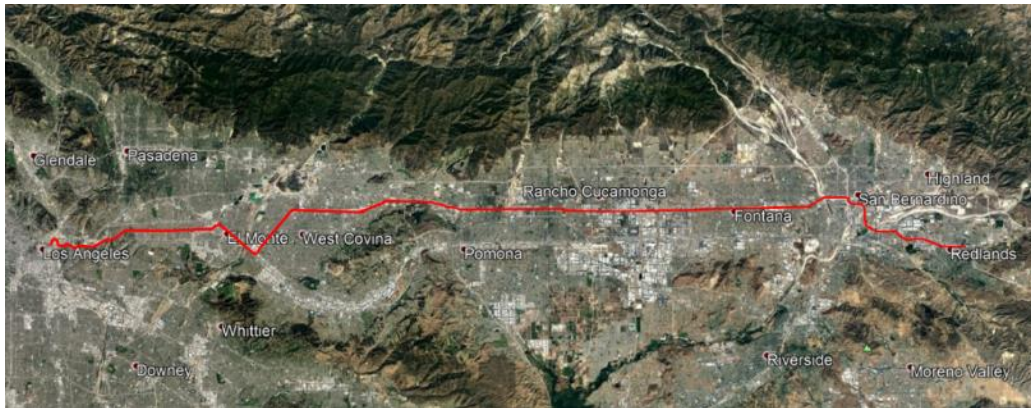 Glendale
Pasadena
Highland
Rancho Cucamonga
San Bernardino
Fontana
El Monte
West Covina
Los Angeles
Pomona
Redlands
Whittier
Riverside
Downey
Moreno Valley